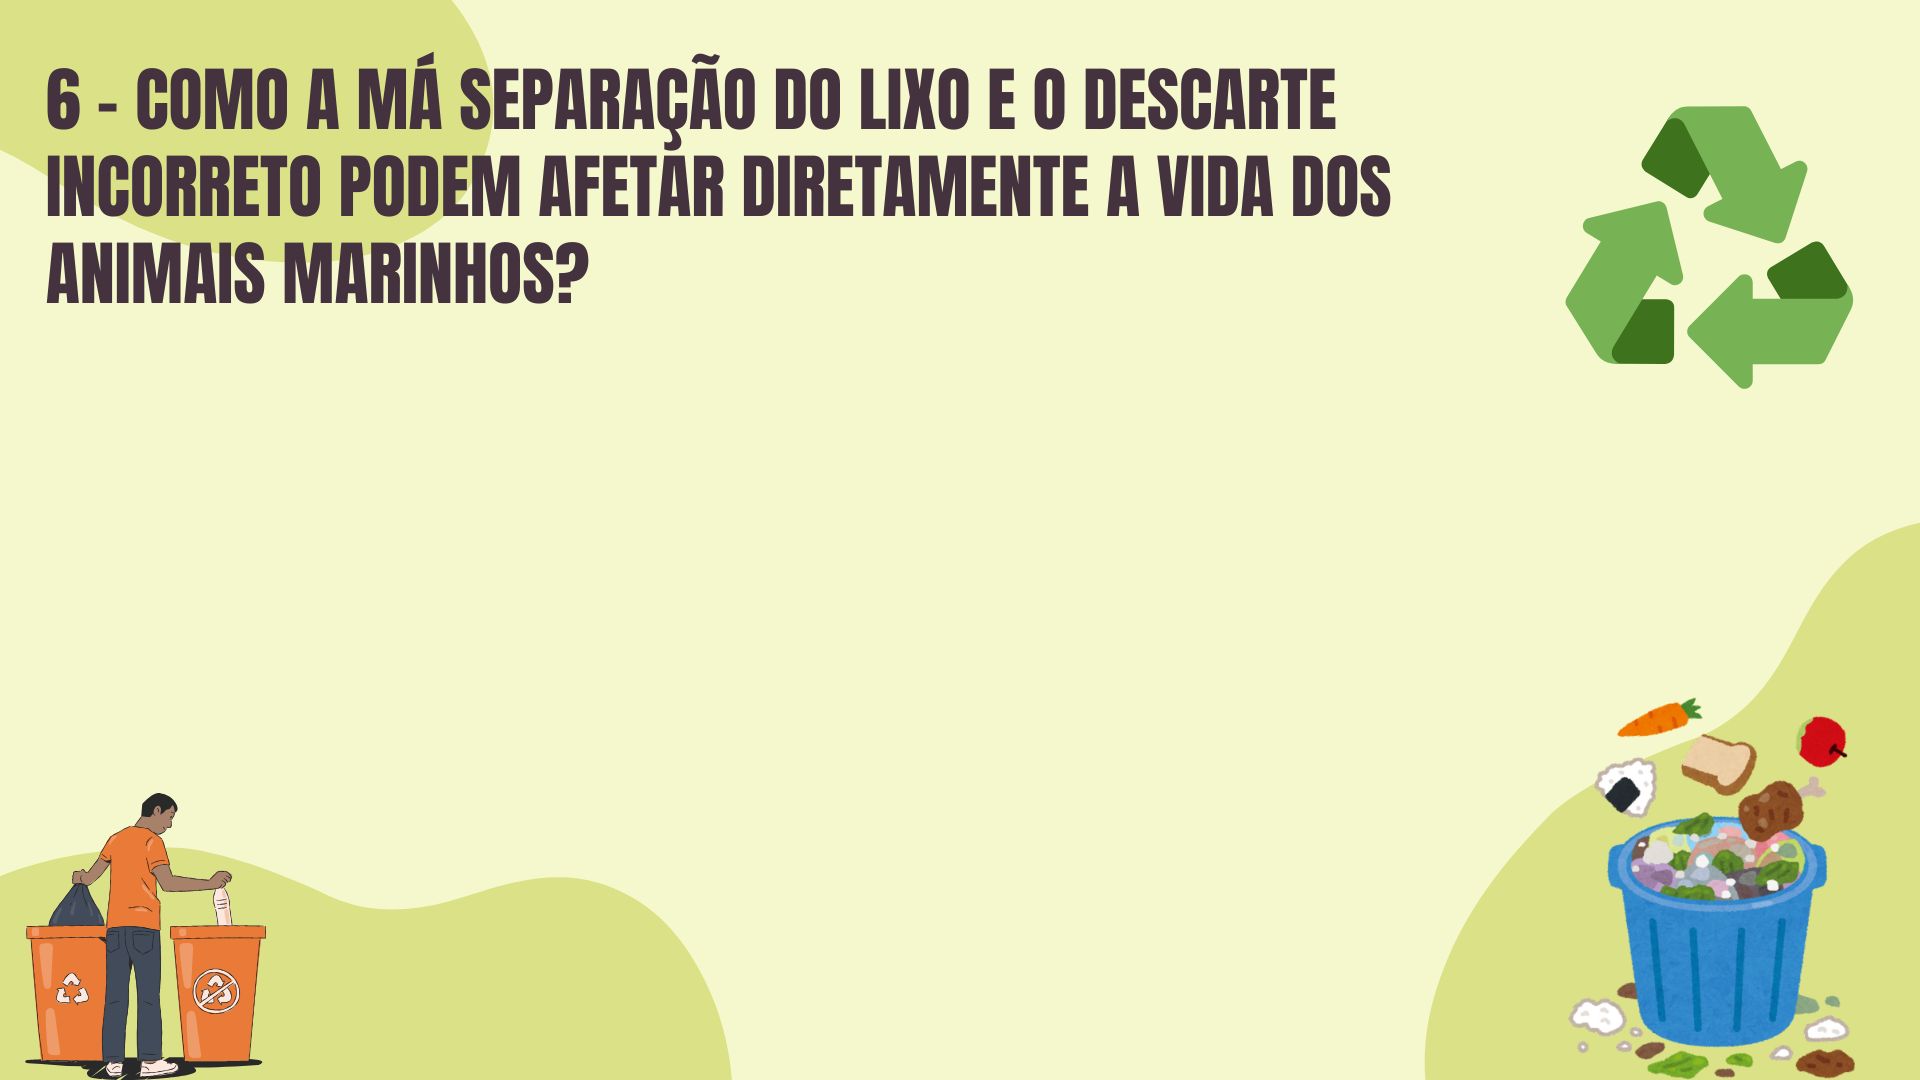 6 - COMO A MÁ SEPARAÇÃO DO LIXO E O DESCARTE
INCORRETO PODEM AFETAR DIRETAMENTE A VIDA DOS
ANIMAIS MARINHOS?